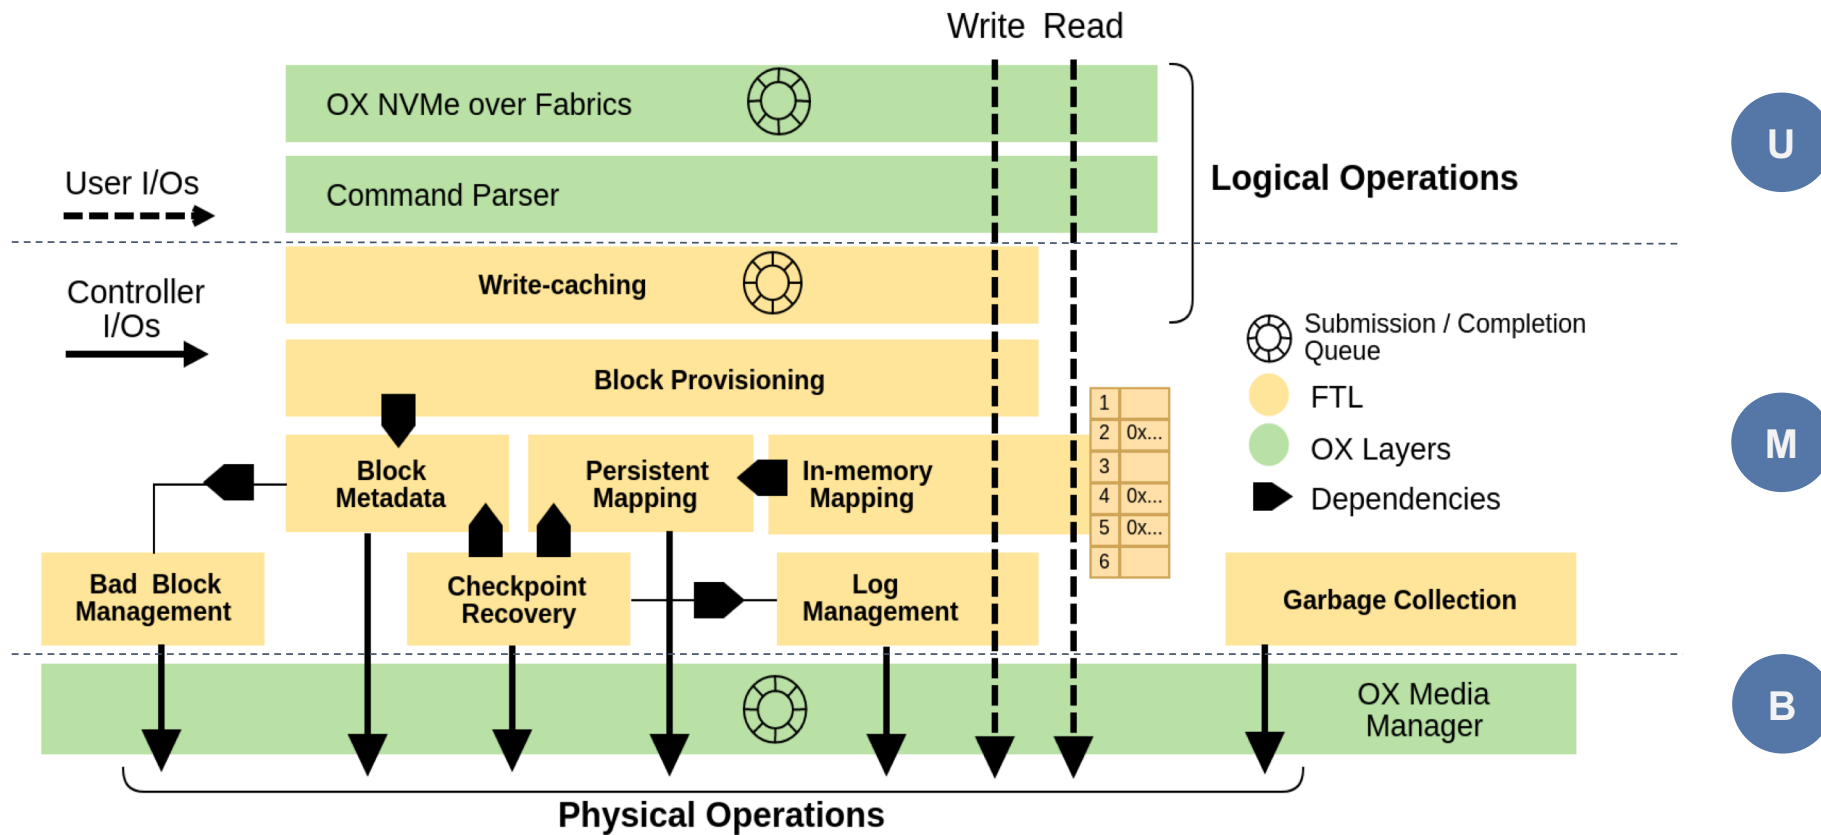 Write Read
OX NVMe over Fabrics
U
Command Parser
User I/Os
Logical Operations
Write-caching
Controller
I/Os
Submission / Completion
Queue
Block Provisioning
FTL
1
2 0x...
3
4 0x...
5 0x...
6
OX Layers
M
Block
Metadata
Persistent
Mapping
In-memory
Mapping
Dependencies
Bad Block
Management
Checkpoint
Recovery
Log
Management
Garbage Collection
OX Media
Manager
B
Physical Operations